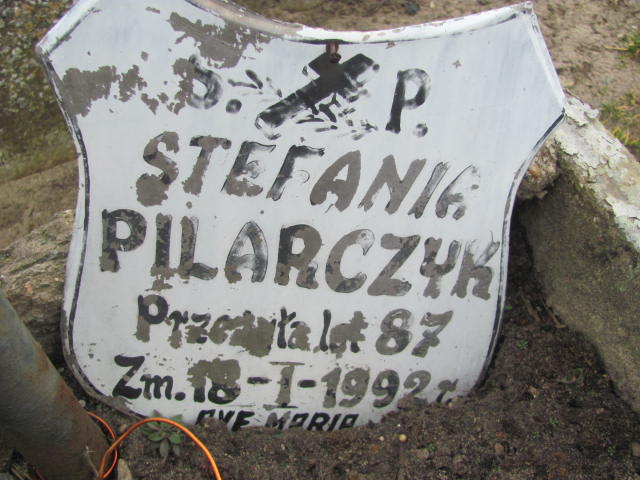 Ś. P.
STEFANIA
PILARCZYK
Przeżyła lat 87
Zm. 18-I-1992 r.
AVE MARIA